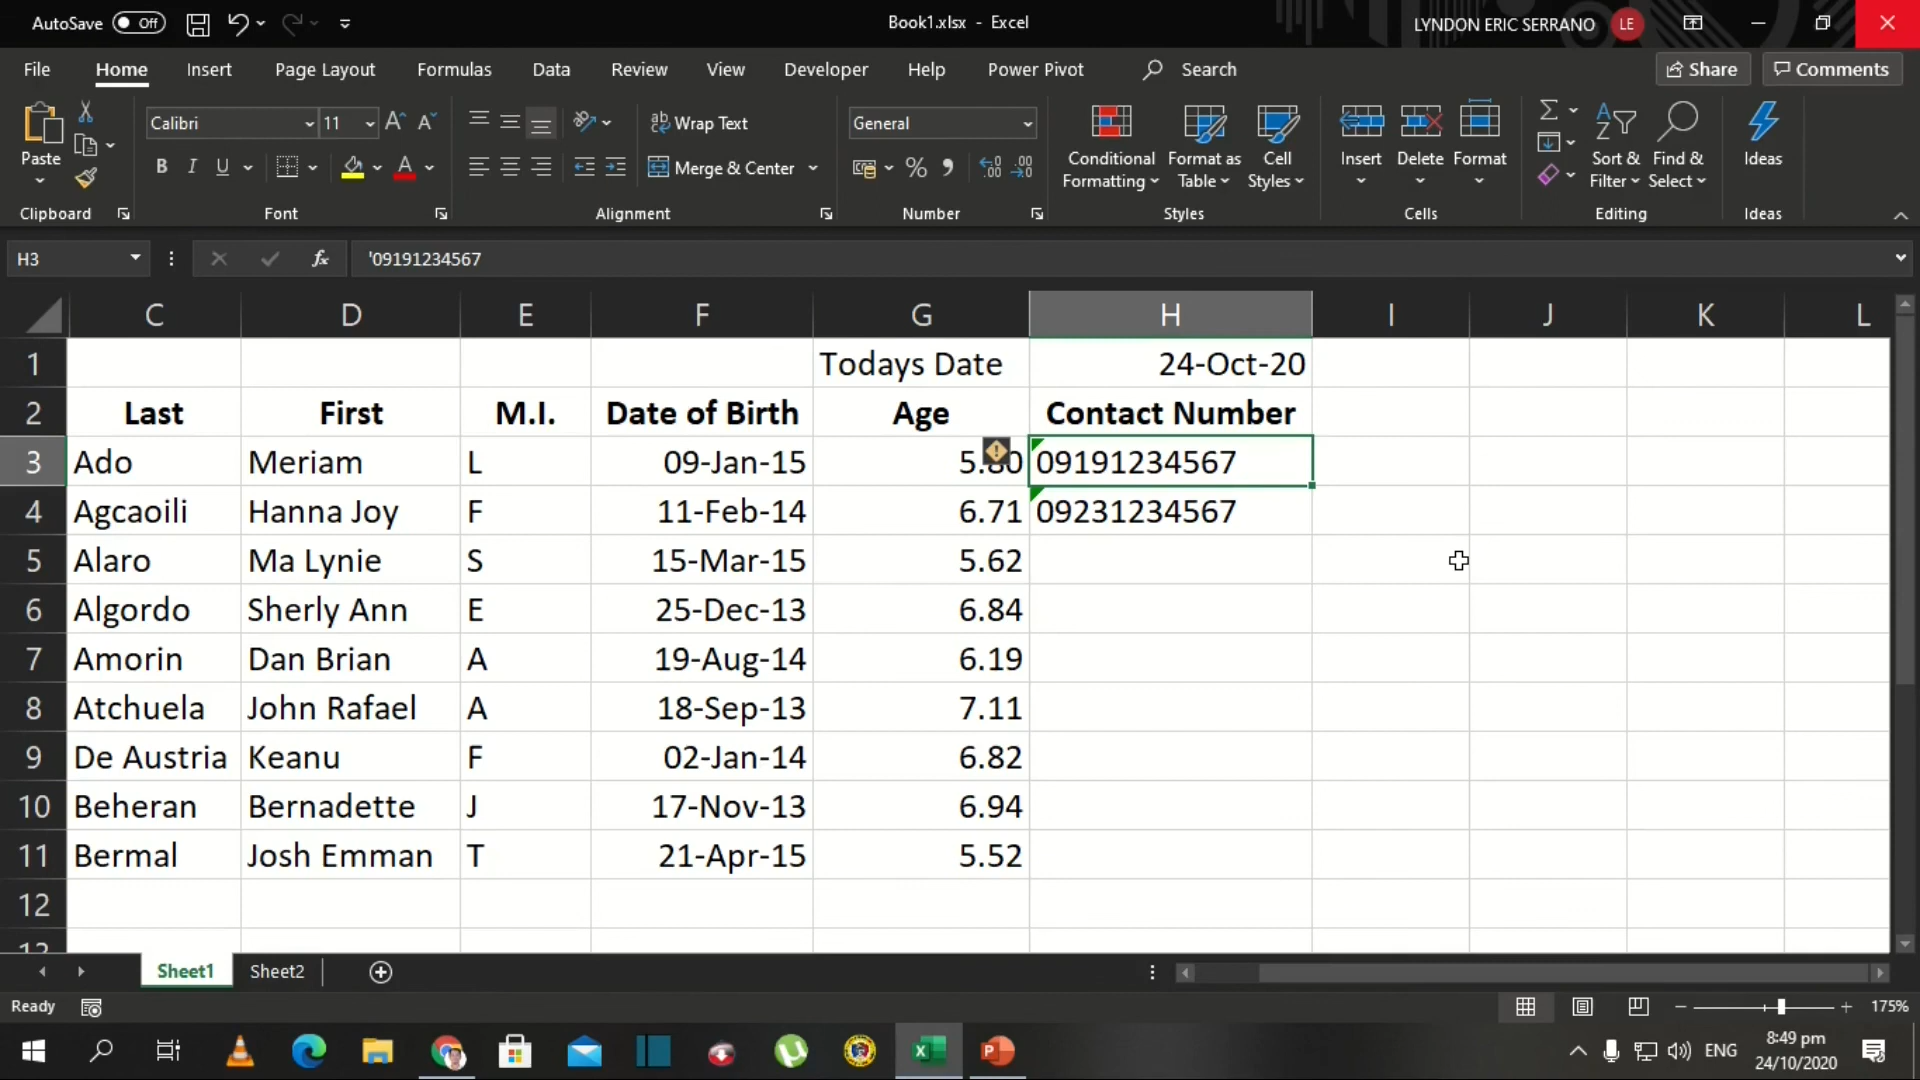 AutoSave Off
Book1.xlsx - Excel
LYNDON ERIC SERRANO LE
File Home Insert Page Layout Formulas Data Review View Developer Help Power Pivot Search Share Comments
Paste
Calibri 11
Wrap Text
General
B I U
Merge & Center
Conditional Formatting
Format as Table
Cell Styles
Insert
Delete
Format
Sort & Filter
Find & Select
Ideas
Clipboard Font Alignment Number Styles Cells Editing Ideas
H3 fx '09191234567
C D E F G H I J K L
1 Todays Date 24-Oct-20
2 Last First M.I. Date of Birth Age Contact Number
3 Ado Meriam L 09-Jan-15 5.80 09191234567
4 Agcaoili Hanna Joy F 11-Feb-14 6.71 09231234567
5 Alaro Ma Lynie S 15-Mar-15 5.62
6 Algordo Sherly Ann E 25-Dec-13 6.84
7 Amorin Dan Brian A 19-Aug-14 6.19
8 Atchuela John Rafael A 18-Sep-13 7.11
9 De Austria Keanu F 02-Jan-14 6.82
10 Beheran Bernadette J 17-Nov-13 6.94
11 Bermal Josh Emman T 21-Apr-15 5.52
12
13
Sheet1 Sheet2
Ready 175%
ENG
8:49 pm
24/10/2020